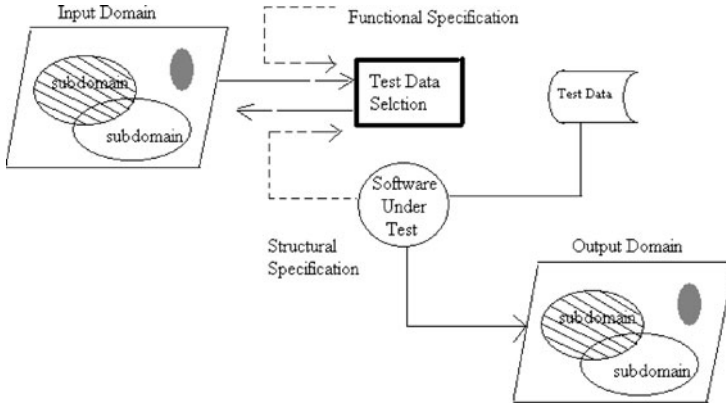 Input Domain
Functional Specification
subdomain
subdomain
Test Data
Selction
Test Data
Software
Under
Test
Structural
Specification
Output Domain
subdomain
subdomain